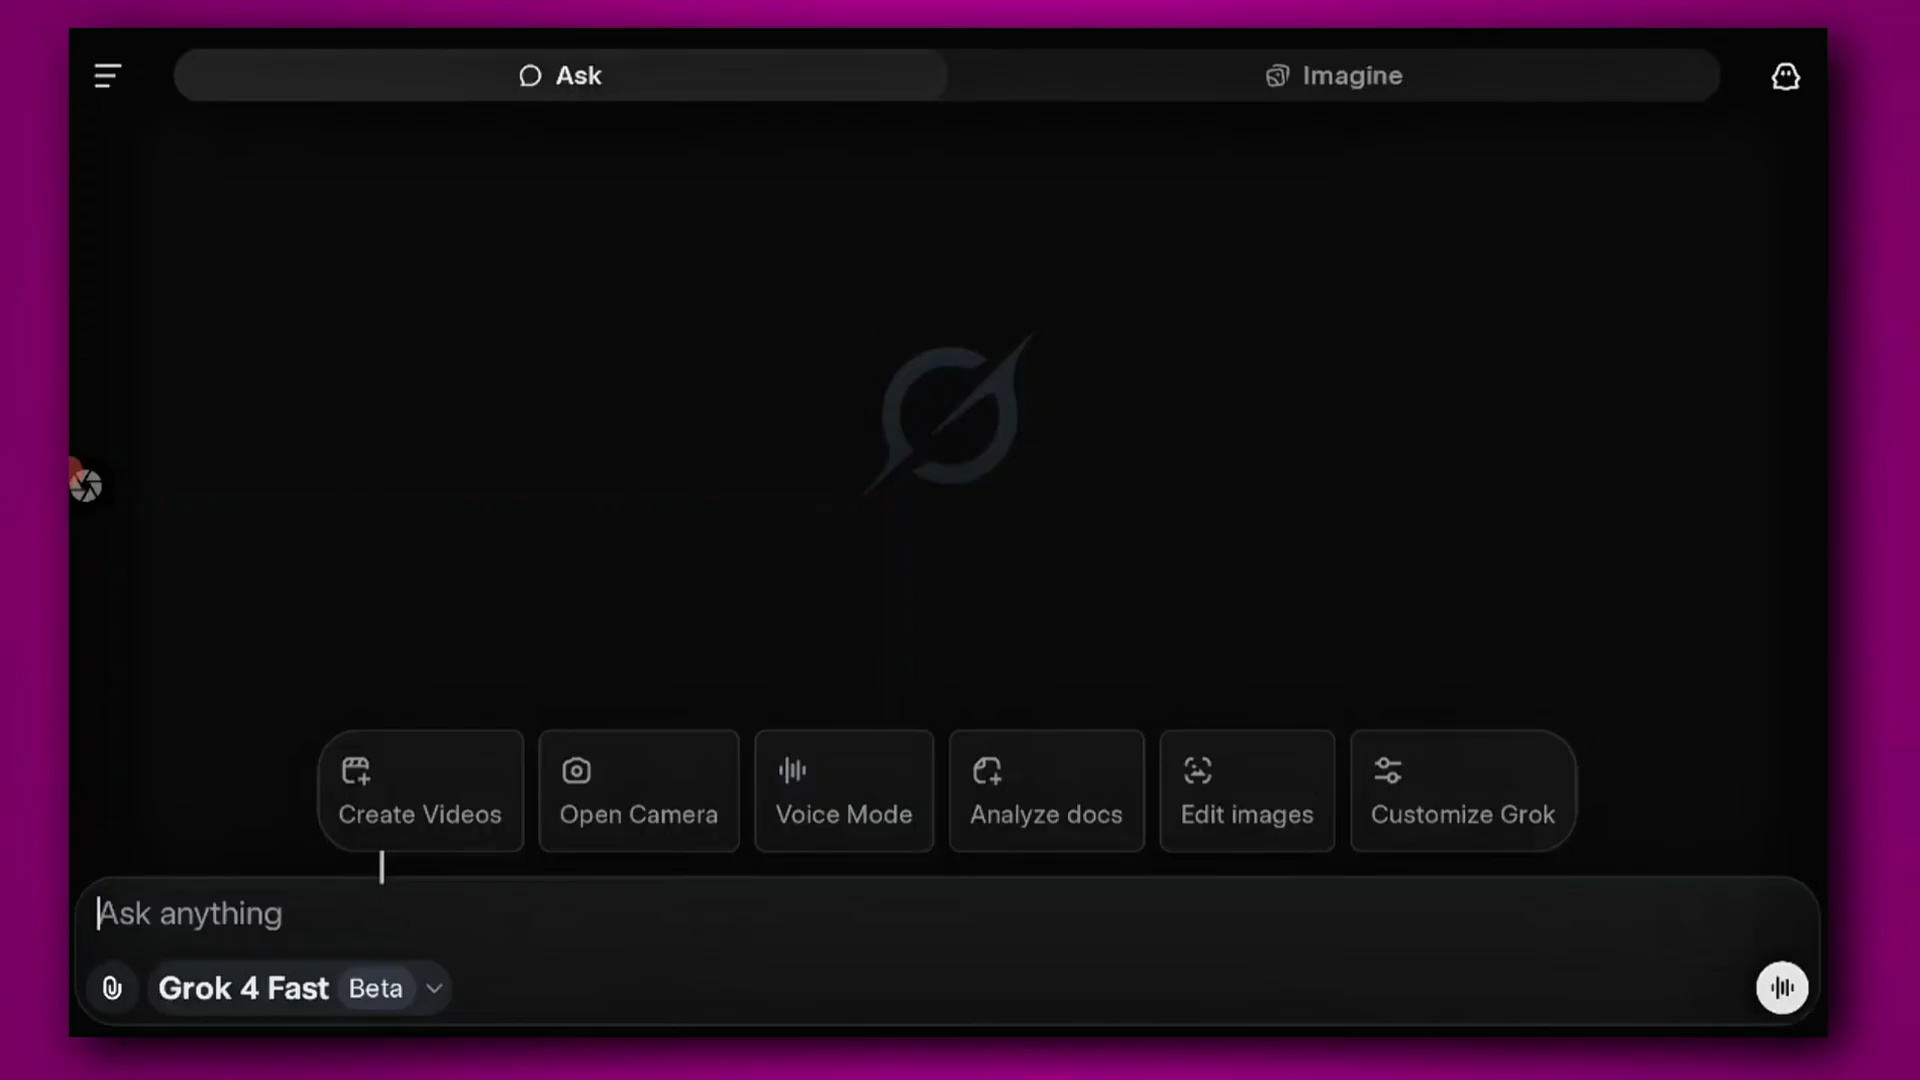 Ask
Imagine
Create Videos
Open Camera
Voice Mode
Analyze docs
Edit images
Customize Grok
Ask anything
Grok 4 Fast Beta